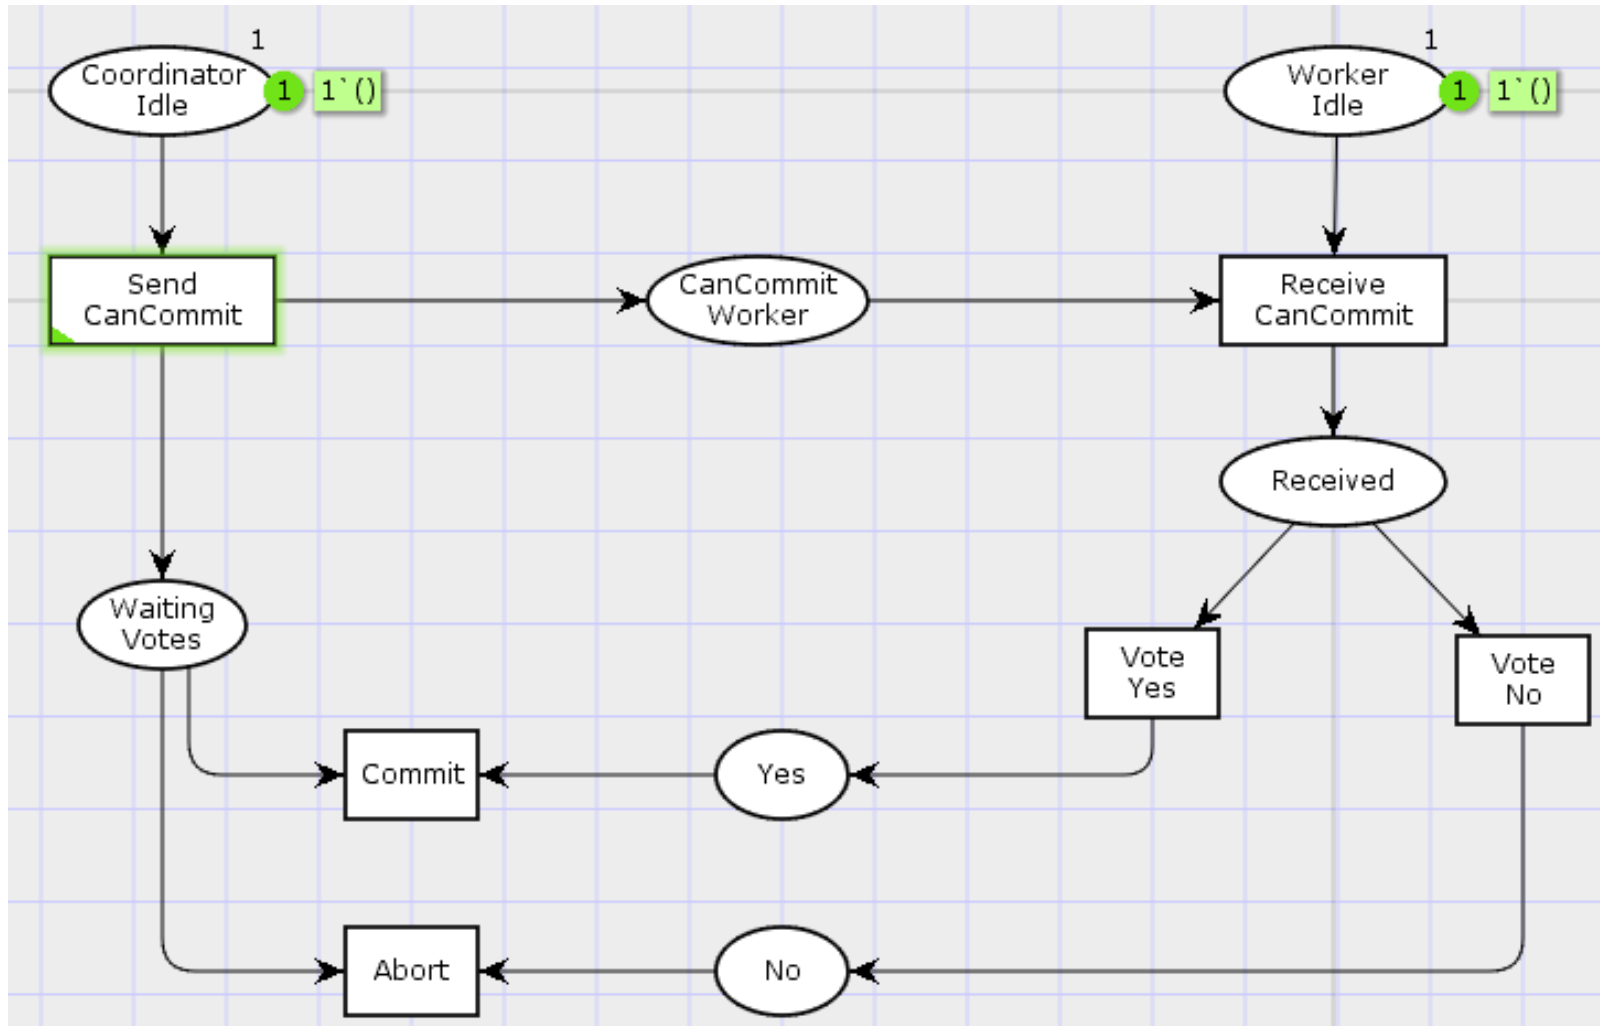 1
Coordinator
Idle
1
1`()
1
Worker
Idle
1
1`()
Send
CanCommit
CanCommit
Worker
Receive
CanCommit
Received
Waiting
Votes
Vote
Yes
Vote
No
Commit
Yes
Abort
No